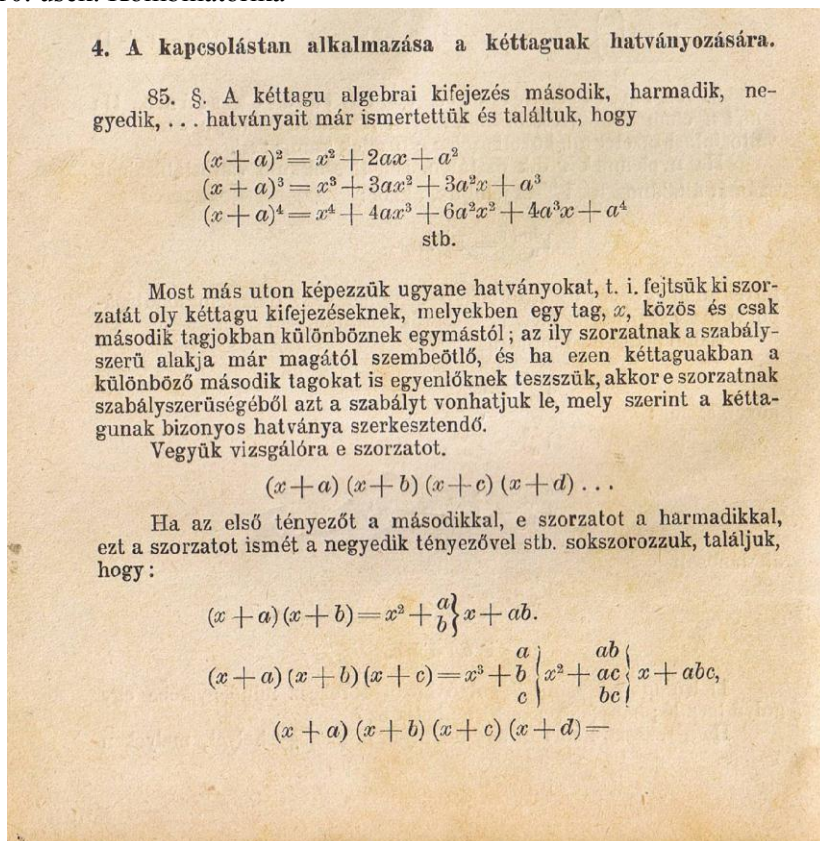 4. A kapcsolástan alkalmazása a kéttaguak hatványozására.
85. §. A kéttagu algebrai kifejezés második, harmadik, ne-
gyedik, . . . hatványait már ismertettük és találtuk, hogy
(x + a)² = x² + 2ax + a²
(x + a)³ = x³ + 3ax² + 3a²x + a³
(x + a)⁴ = x⁴ + 4ax³ + 6a²x² + 4a³x + a⁴
stb.
Most más uton képezzük ugyane hatványokat, t. i. fejtsük ki szor-
zatát oly kéttagu kifejezéseknek, melyekben egy tag, x, közös és csak
második tagjokban különböznek egymástól; az ily szorzatnak a szabály-
szerü alakja már magától szembeötlő, és ha ezen kéttaguakban a
különböző második tagokat is egyenlőknek teszszük, akkor e szorzatnak
szabályszerüségéből azt a szabályt vonhatjuk le, mely szerint a kétta-
gunak bizonyos hatványa szerkesztendő.
Vegyük vizsgálóra e szorzatot.
(x + a) (x + b) (x + c) (x + d) . . .
Ha az első tényezőt a másodikkal, e szorzatot a harmadikkal,
ezt a szorzatot ismét a negyedik tényezővel stb. sokszorozzuk, találjuk,
hogy:
(x + a) (x + b) = x² + a b } x + ab.
(x + a) (x + b) (x + c) = x³ + a b c } x² + ab ac bc } x + abc,
(x + a) (x + b) (x + c) (x + d) =